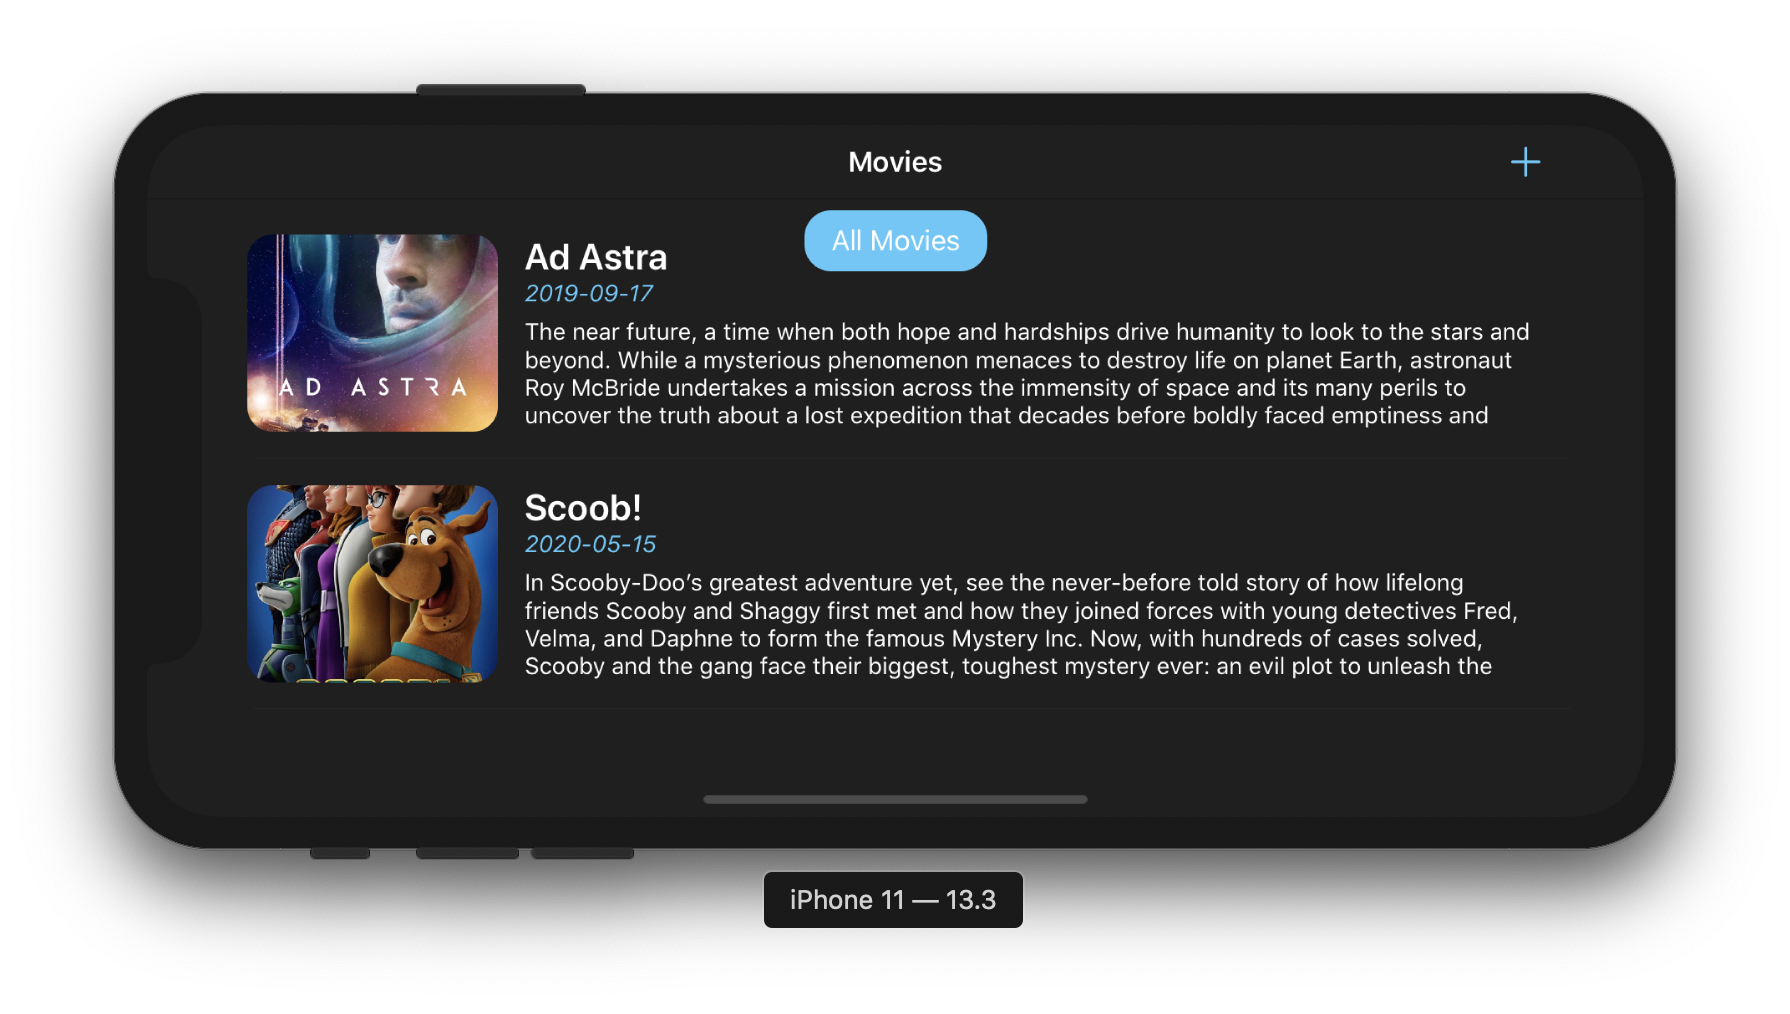 Movies
All Movies
Ad Astra
2019-09-17
The near future, a time when both hope and hardships drive humanity to look to the stars and
beyond. While a mysterious phenomenon menaces to destroy life on planet Earth, astronaut
Roy McBride undertakes a mission across the immensity of space and its many perils to
uncover the truth about a lost expedition that decades before boldly faced emptiness and
AD ASTRA
Scoob!
2020-05-15
In Scooby-Doo’s greatest adventure yet, see the never-before told story of how lifelong
friends Scooby and Shaggy first met and how they joined forces with young detectives Fred,
Velma, and Daphne to form the famous Mystery Inc. Now, with hundreds of cases solved,
Scooby and the gang face their biggest, toughest mystery ever: an evil plot to unleash the
iPhone 11 — 13.3